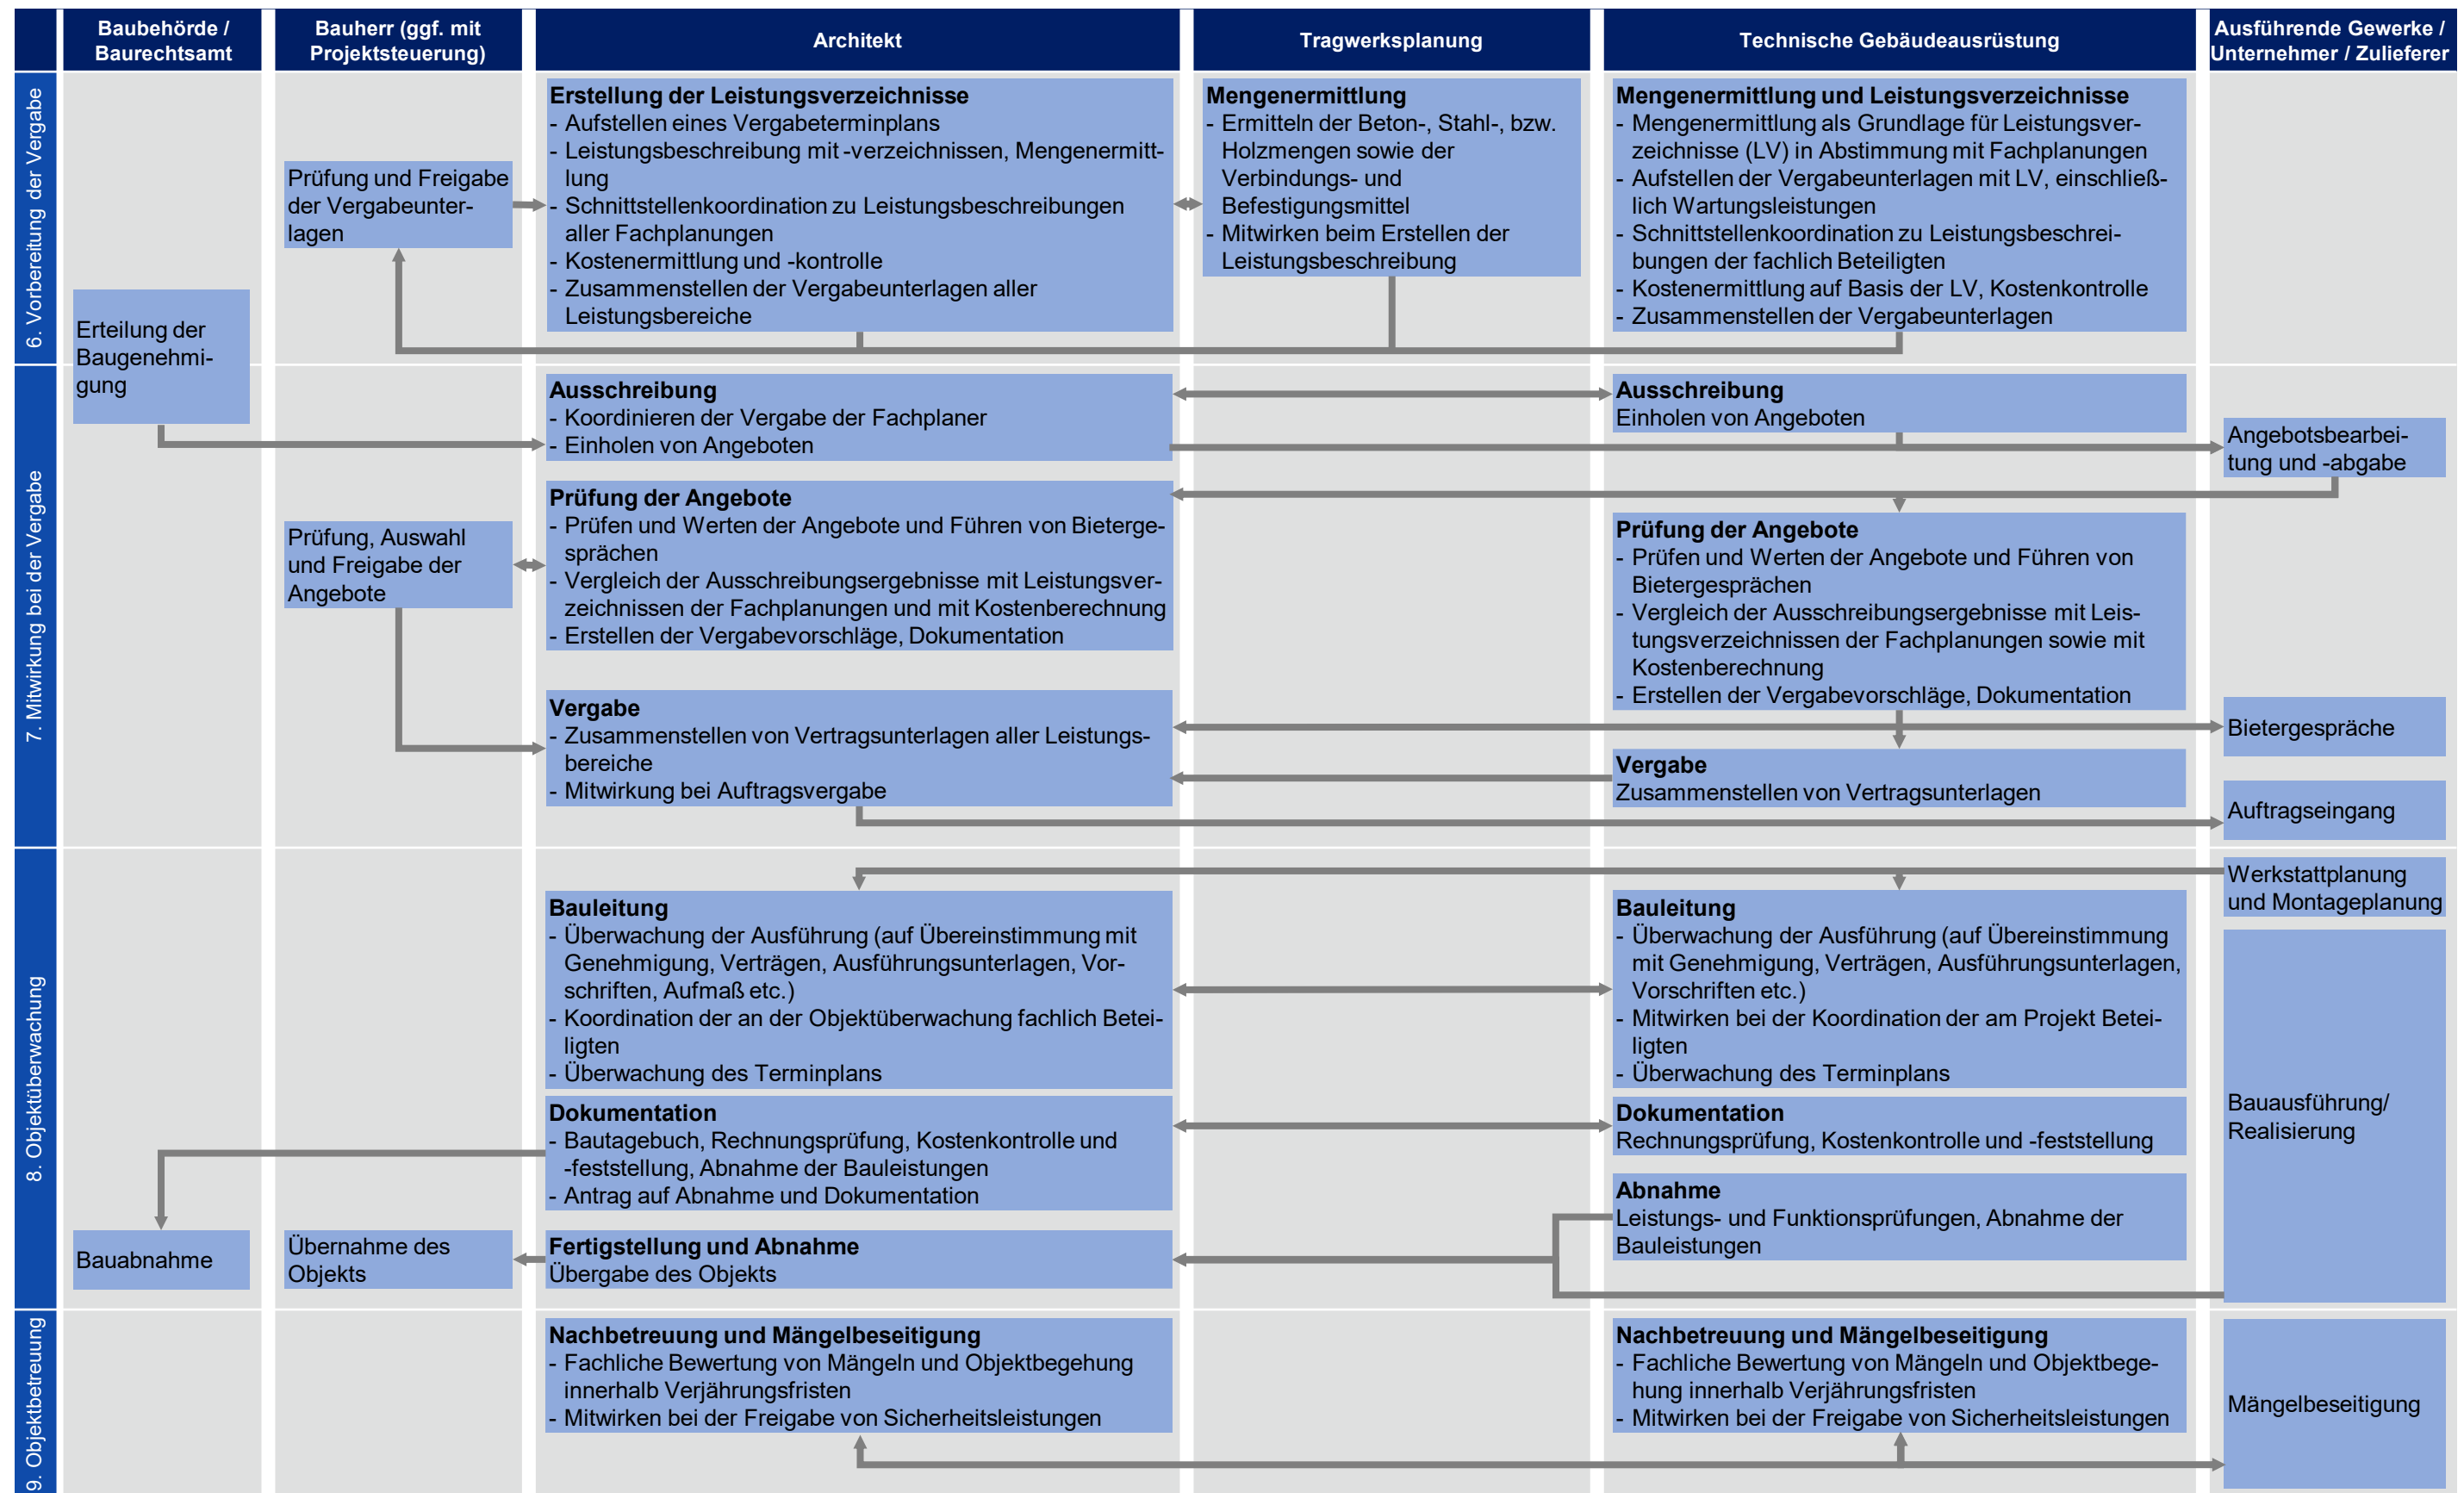 Baubehörde /
Baurechtsamt
Bauherr (ggf. mit
Projektsteuerung)
Architekt
Tragwerksplanung
Technische Gebäudeausrüstung
Ausführende Gewerke /
Unternehmer / Zulieferer
6. Vorbereitung der Vergabe
Erteilung der
Baugenehmi-
gung
Prüfung und Freigabe
der Vergabeunter-
lagen
Erstellung der Leistungsverzeichnisse
- Aufstellen eines Vergabeterminplans
- Leistungsbeschreibung mit -verzeichnissen, Mengenermitt-
lung
- Schnittstellenkoordination zu Leistungsbeschreibungen
aller Fachplanungen
- Kostenermittlung und -kontrolle
- Zusammenstellen der Vergabeunterlagen aller
Leistungsbereiche
Mengenermittlung
- Ermitteln der Beton-, Stahl-, bzw.
Holzmengen sowie der
Verbindungs- und
Befestigungsmittel
- Mitwirken beim Erstellen der
Leistungsbeschreibung
Mengenermittlung und Leistungsverzeichnisse
- Mengenermittlung als Grundlage für Leistungsver-
zeichnisse (LV) in Abstimmung mit Fachplanungen
- Aufstellen der Vergabeunterlagen mit LV, einschließ-
lich Wartungsleistungen
- Schnittstellenkoordination zu Leistungsbeschrei-
bungen der fachlich Beteiligten
- Kostenermittlung auf Basis der LV, Kostenkontrolle
- Zusammenstellen der Vergabeunterlagen
7. Mitwirkung bei der Vergabe
Ausschreibung
- Koordinieren der Vergabe der Fachplaner
- Einholen von Angeboten
Ausschreibung
Einholen von Angeboten
Angebotsbearbei-
tung und -abgabe
Prüfung, Auswahl
und Freigabe der
Angebote
Prüfung der Angebote
- Prüfen und Werten der Angebote und Führen von Bieterge-
sprächen
- Vergleich der Ausschreibungsergebnisse mit Leistungsver-
zeichnissen der Fachplanungen und mit Kostenberechnung
- Erstellen der Vergabevorschläge, Dokumentation
Prüfung der Angebote
- Prüfen und Werten der Angebote und Führen von
Bietergesprächen
- Vergleich der Ausschreibungsergebnisse mit Leis-
tungsverzeichnissen der Fachplanungen sowie mit
Kostenberechnung
- Erstellen der Vergabevorschläge, Dokumentation
Vergabe
- Zusammenstellen von Vertragsunterlagen aller Leistungs-
bereiche
- Mitwirkung bei Auftragsvergabe
Vergabe
Zusammenstellen von Vertragsunterlagen
Bietergespräche
Auftragseingang
8. Objektüberwachung
Werkstattplanung
und Montageplanung
Bauleitung
- Überwachung der Ausführung (auf Übereinstimmung mit
Genehmigung, Verträgen, Ausführungsunterlagen, Vor-
schriften, Aufmaß etc.)
- Koordination der an der Objektüberwachung fachlich Betei-
ligten
- Überwachung des Terminplans
Bauleitung
- Überwachung der Ausführung (auf Übereinstimmung
mit Genehmigung, Verträgen, Ausführungsunterlagen,
Vorschriften etc.)
- Mitwirken bei der Koordination der am Projekt Betei-
ligten
- Überwachung des Terminplans
Bauausführung/
Realisierung
Dokumentation
- Bautagebuch, Rechnungsprüfung, Kostenkontrolle und
-feststellung, Abnahme der Bauleistungen
- Antrag auf Abnahme und Dokumentation
Dokumentation
Rechnungsprüfung, Kostenkontrolle und -feststellung
Abnahme
Leistungs- und Funktionsprüfungen, Abnahme der
Bauleistungen
Bauabnahme
Übernahme des
Objekts
Fertigstellung und Abnahme
Übergabe des Objekts
9. Objektbetreuung
Nachbetreuung und Mängelbeseitigung
- Fachliche Bewertung von Mängeln und Objektbegehung
innerhalb Verjährungsfristen
- Mitwirken bei der Freigabe von Sicherheitsleistungen
Nachbetreuung und Mängelbeseitigung
- Fachliche Bewertung von Mängeln und Objektbege-
hung innerhalb Verjährungsfristen
- Mitwirken bei der Freigabe von Sicherheitsleistungen
Mängelbeseitigung